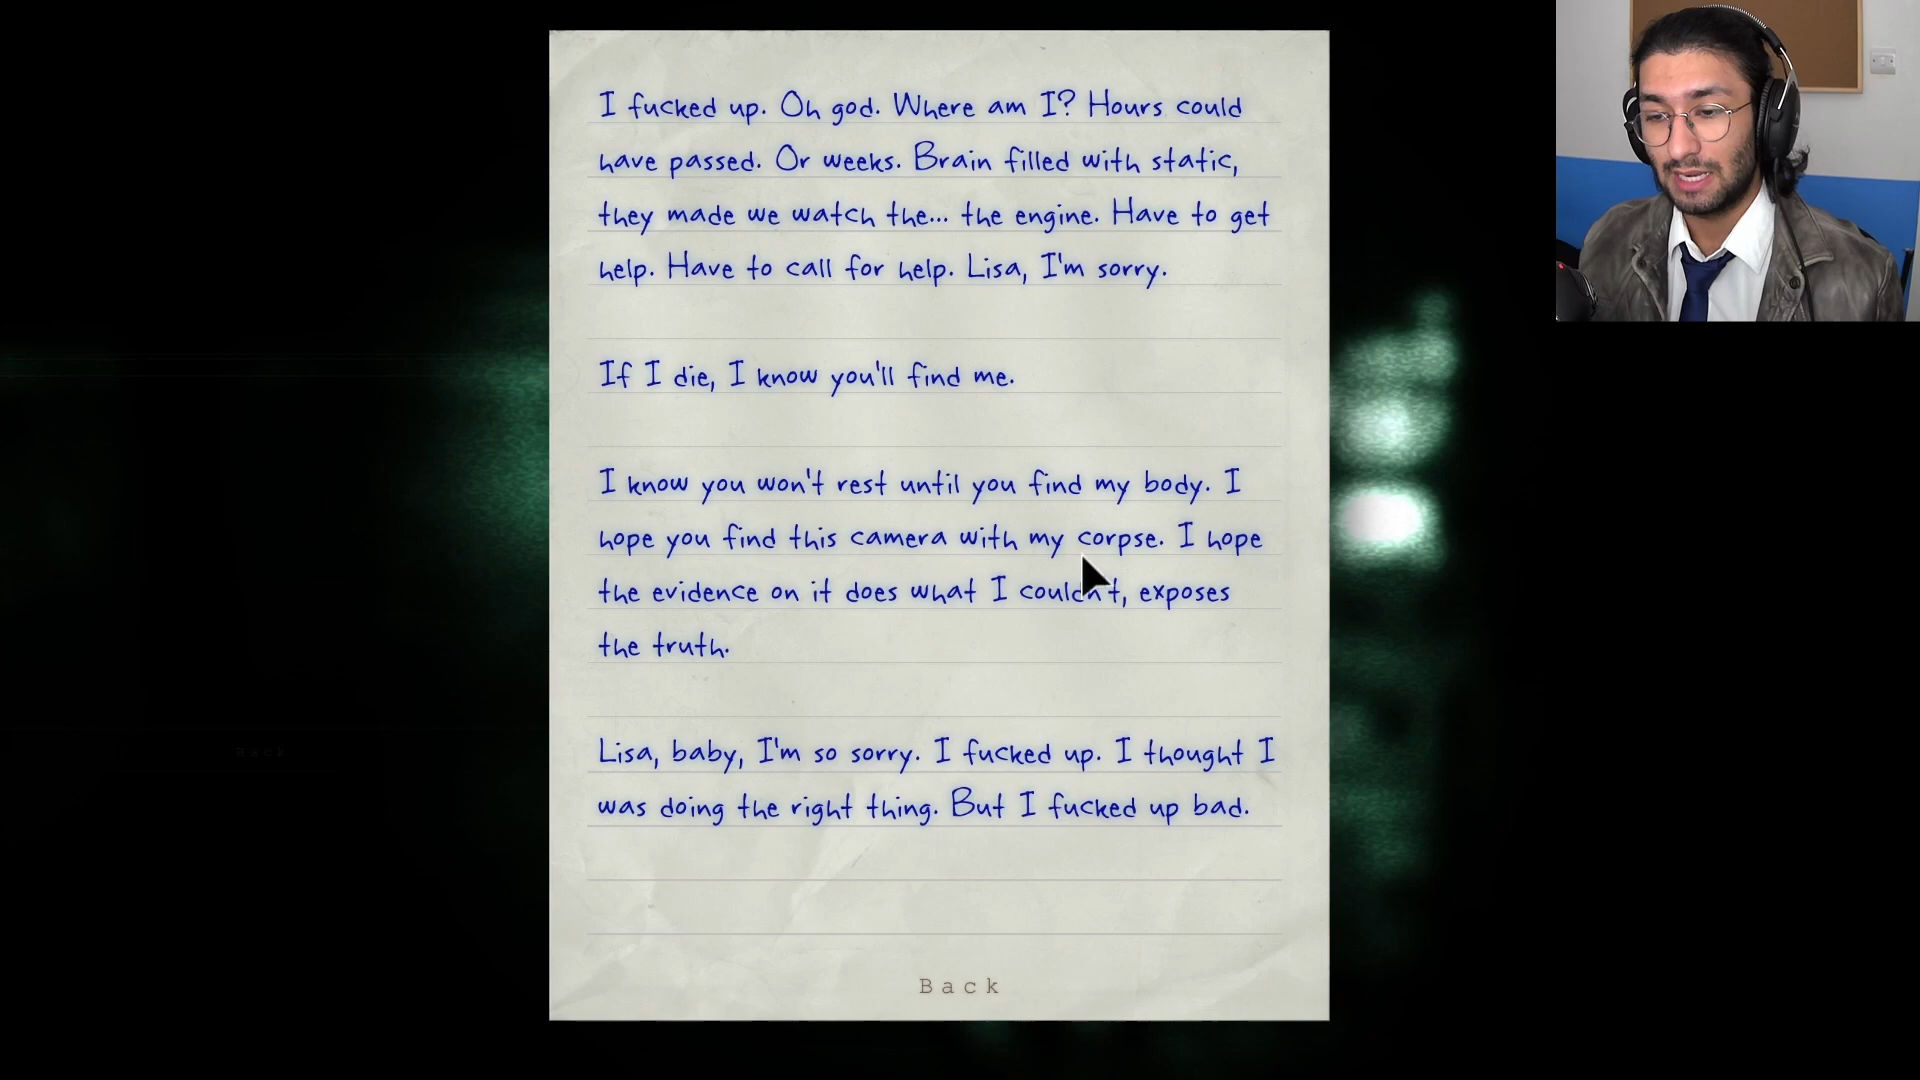 I fucked up. Oh god. Where am I? Hours could
have passed. Or weeks. Brain filled with static,
they made we watch the... the engine. Have to get
help. Have to call for help. Lisa, I'm sorry.
If I die, I know you'll find me.
I know you won't rest until you find my body. I
hope you find this camera with my corpse. I hope
the evidence on it does what I couldn't, exposes
the truth.
Lisa, baby, I'm so sorry. I fucked up. I thought I
was doing the right thing. But I fucked up bad.
Back
Back